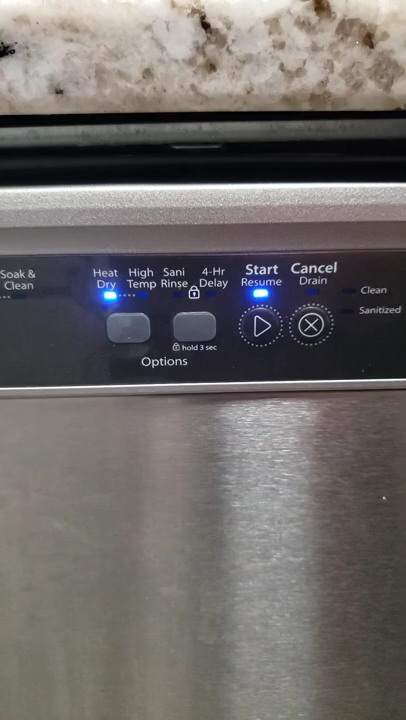 Soak &
Clean
Heat
Dry
High
Temp
Sani
Rinse
4-Hr
Delay
Start
Resume
Cancel
Drain
Clean
Sanitized
hold 3 sec
Options